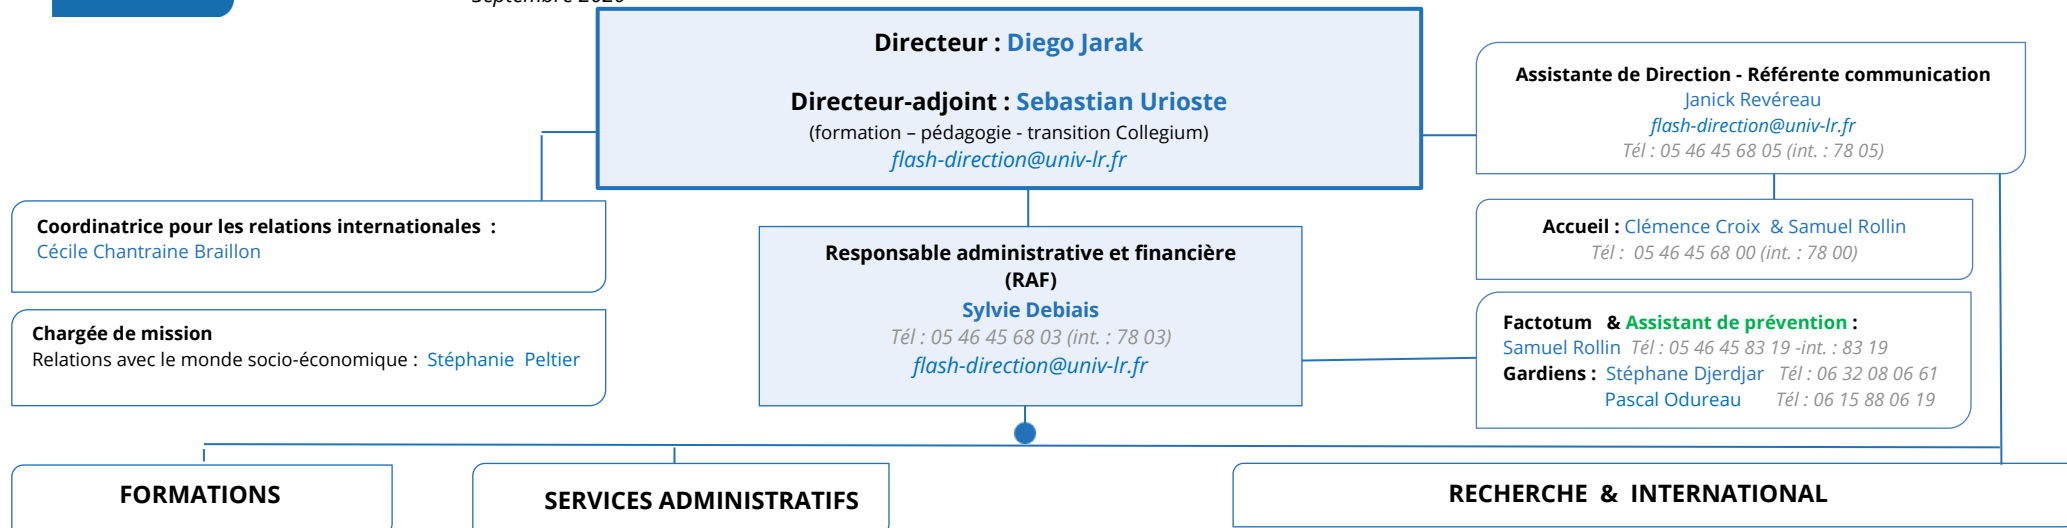 Septembre 2020
Directeur : Diego Jarak
Directeur-adjoint : Sebastian Urioste
(formation – pédagogie - transition Collegium)
flash-direction@univ-lr.fr
Assistante de Direction - Référente communication
Janick Revéreau
flash-direction@univ-lr.fr
Tél : 05 46 45 68 05 (int. : 78 05)
Coordinatrice pour les relations internationales :
Cécile Chantraine Braillon
Chargée de mission
Relations avec le monde socio-économique : Stéphanie Peltier
Responsable administrative et financière
(RAF)
Sylvie Debiais
Tél : 05 46 45 68 03 (int. : 78 03)
flash-direction@univ-lr.fr
Accueil : Clémence Croix & Samuel Rollin
Tél : 05 46 45 68 00 (int. : 78 00)
Factotum & Assistant de prévention :
Samuel Rollin Tél : 05 46 45 83 19 -int. : 83 19
Gardiens : Stéphane Djerdjar Tél : 06 32 08 06 61
Pascal Odureau Tél : 06 15 88 06 19
FORMATIONS
SERVICES ADMINISTRATIFS
RECHERCHE & INTERNATIONAL